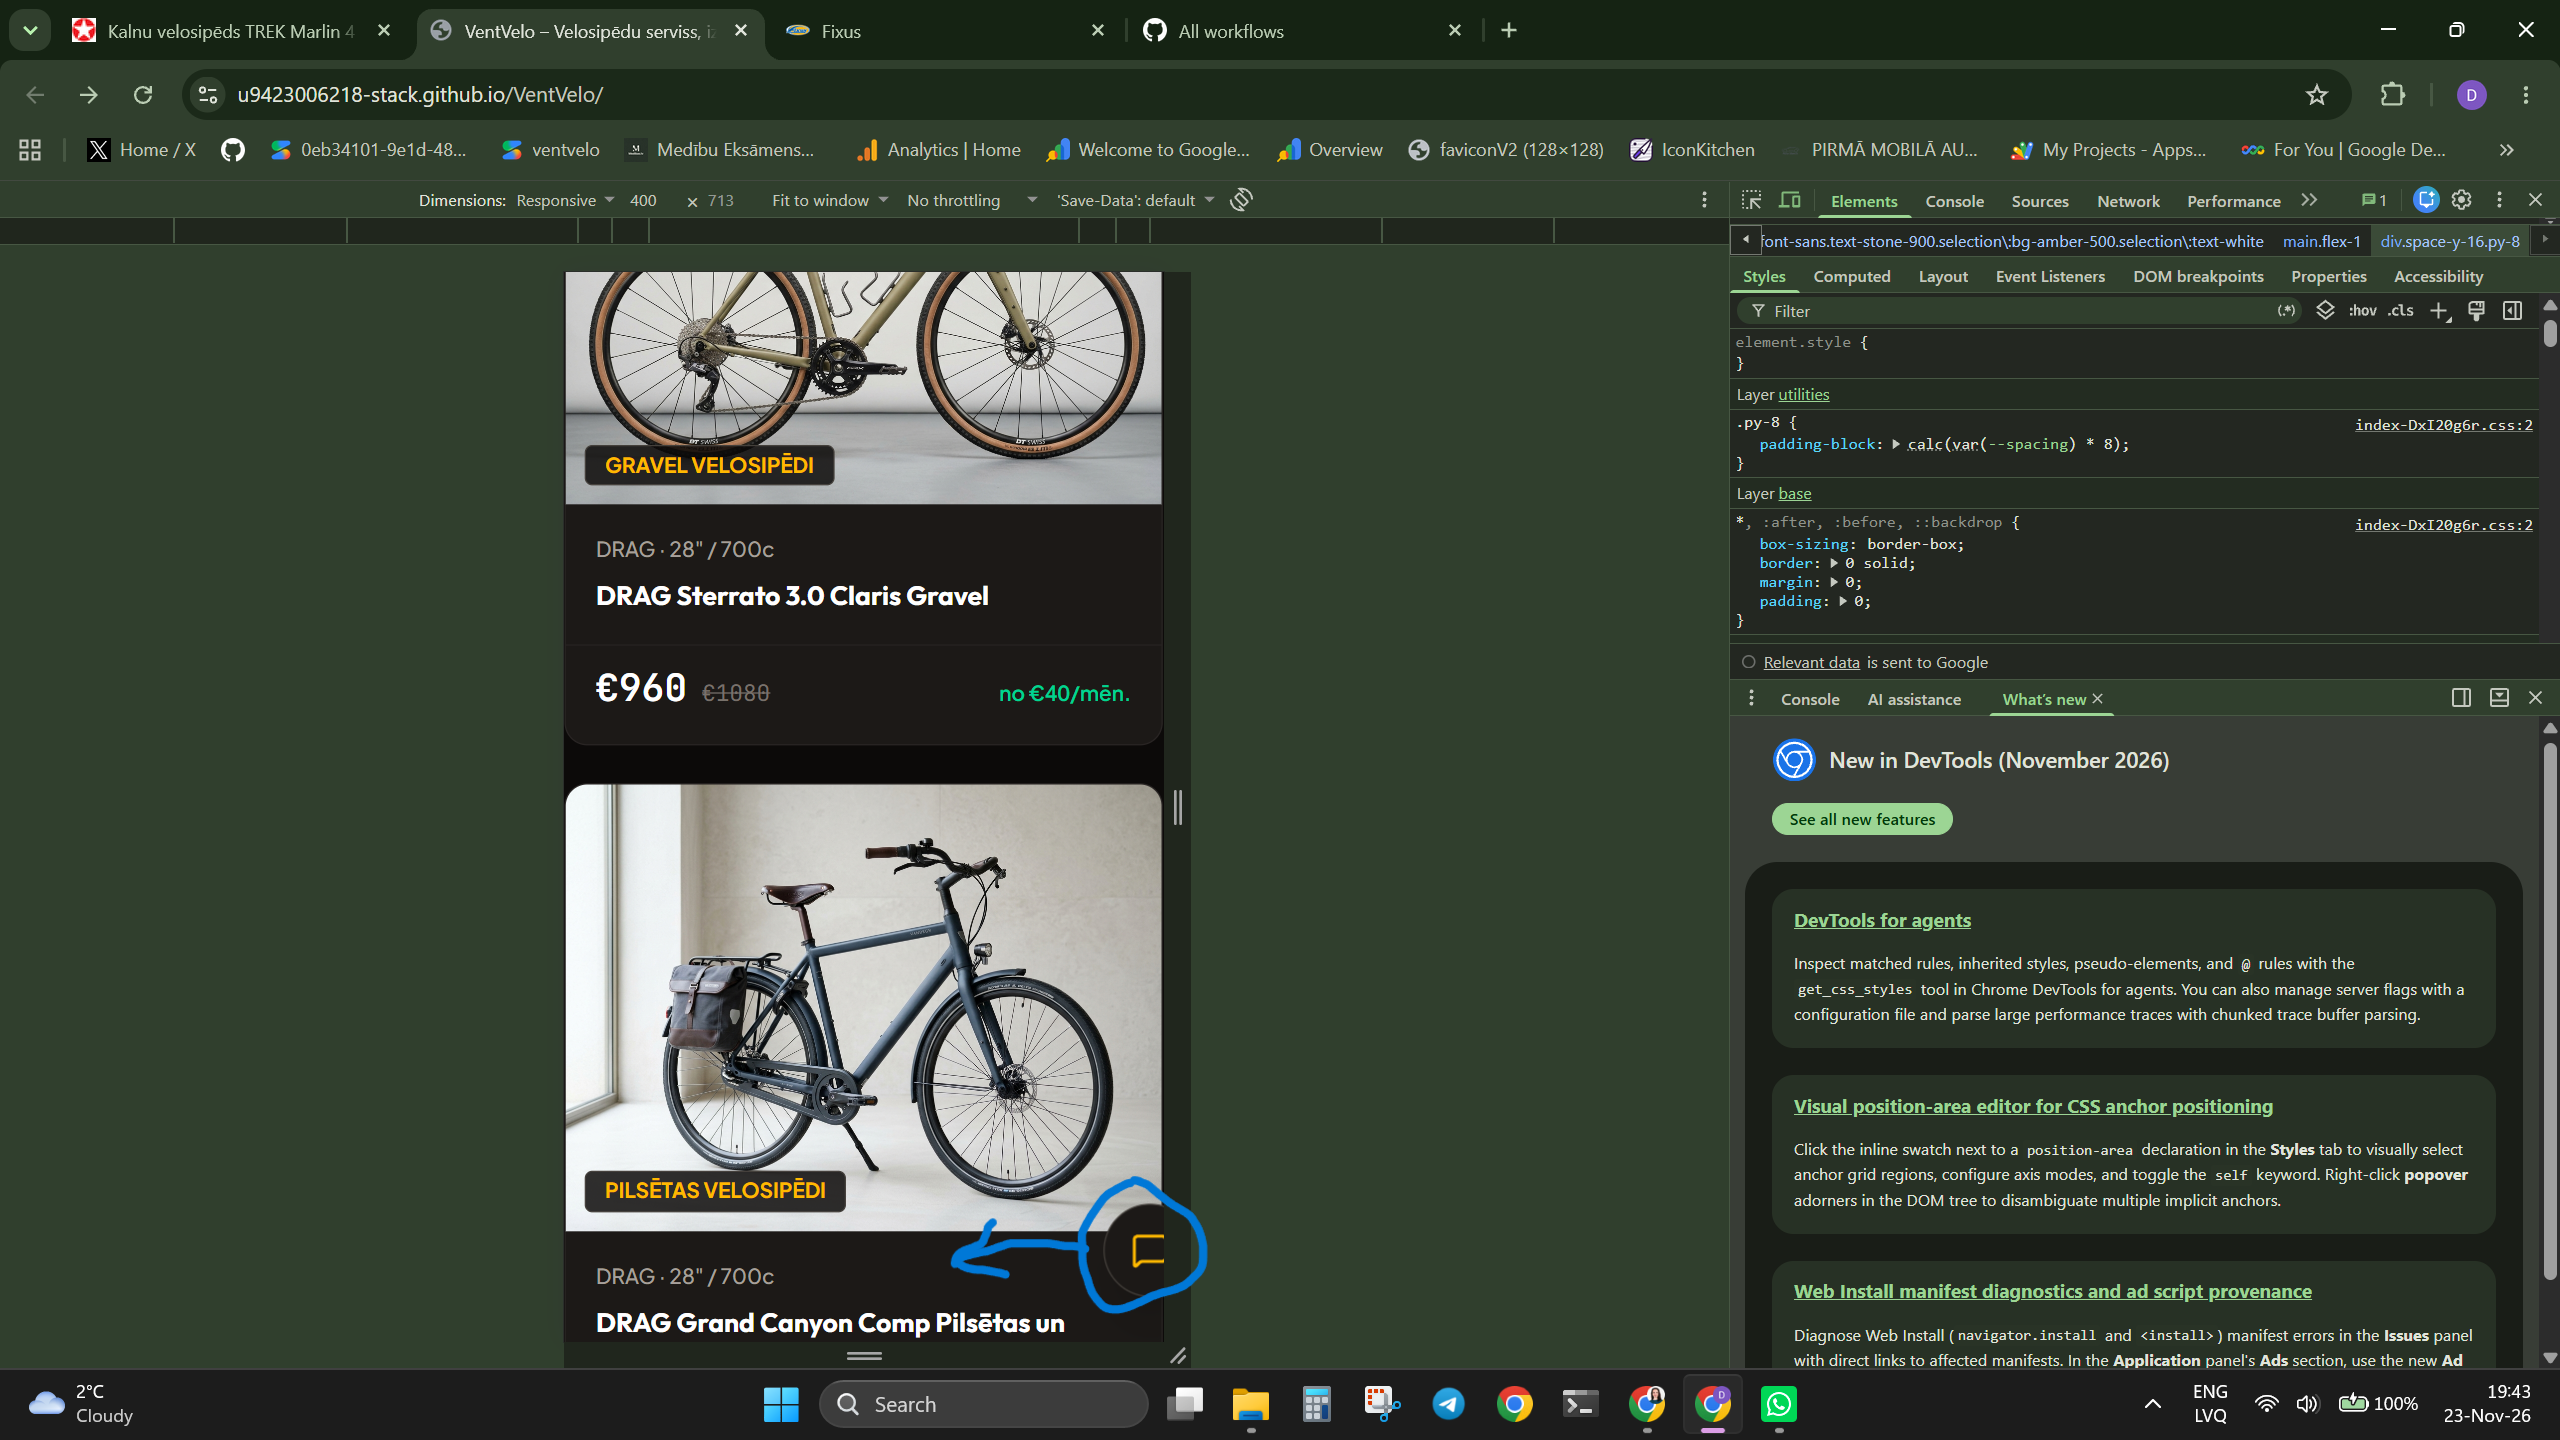 Kalnu velosipēds TREK Marlin 4
VentVelo – Velosipēdu serviss, iz
Fixus
All workflows
u9423006218-stack.github.io/VentVelo/
D
Home / X
0eb34101-9e1d-48...
ventvelo
Medību Eksāmens...
Analytics | Home
Welcome to Google...
Overview
faviconV2 (128×128)
IconKitchen
PIRMĀ MOBILĀ AU...
My Projects - Apps...
For You | Google De...
Dimensions: Responsive 400 × 713 Fit to window No throttling 'Save-Data': default
Elements Console Sources Network Performance 1
font-sans.text-stone-900.selection\:bg-amber-500.selection\:text-white main.flex-1 div.space-y-16.py-8
Styles Computed Layout Event Listeners DOM breakpoints Properties Accessibility
Filter (.*) :hov .cls
element.style {
}
Layer utilities
.py-8 { index-DxI20g6r.css:2
padding-block: calc(var(--spacing) * 8);
}
Layer base
*, :after, :before, ::backdrop { index-DxI20g6r.css:2
box-sizing: border-box;
border: 0 solid;
margin: 0;
padding: 0;
}
Relevant data is sent to Google
Console AI assistance What's new
New in DevTools (November 2026)
See all new features
DevTools for agents
Inspect matched rules, inherited styles, pseudo-elements, and @ rules with the
get_css_styles tool in Chrome DevTools for agents. You can also manage server flags with a
configuration file and parse large performance traces with chunked trace buffer parsing.
Visual position-area editor for CSS anchor positioning
Click the inline swatch next to a position-area declaration in the Styles tab to visually select
anchor grid regions, configure axis modes, and toggle the self keyword. Right-click popover
adorners in the DOM tree to disambiguate multiple implicit anchors.
Web Install manifest diagnostics and ad script provenance
Diagnose Web Install (navigator.install and <install>) manifest errors in the Issues panel
with direct links to affected manifests. In the Application panel's Ads section, use the new Ad
DT SWISS
DT SWISS
GRAVEL VELOSIPĒDI
DRAG · 28" / 700c
DRAG Sterrato 3.0 Claris Gravel
€960 €1080 no €40/mēn.
PILSĒTAS VELOSIPĒDI
DRAG · 28" / 700c
DRAG Grand Canyon Comp Pilsētas un
2°C
Cloudy
Search
D
ENG
LVQ
100%
19:43
23-Nov-26